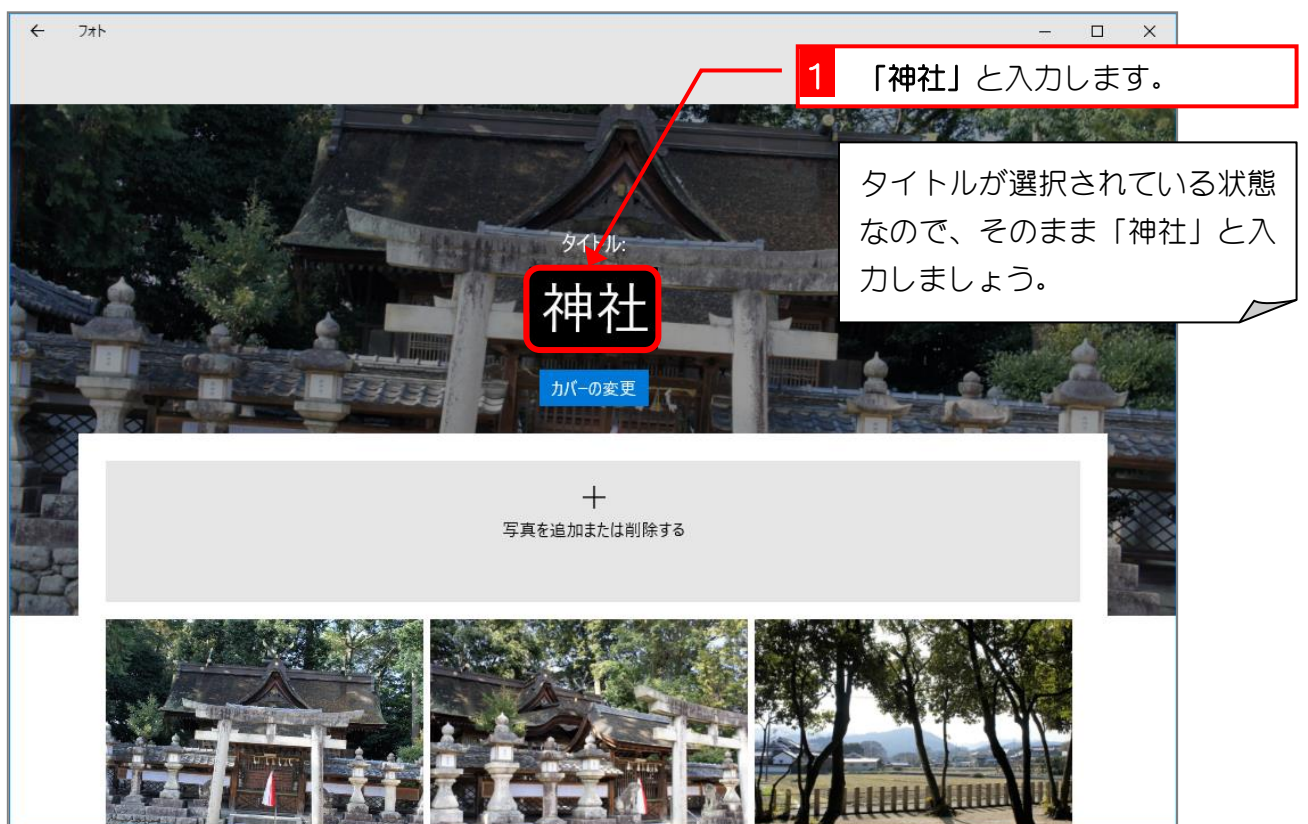 ← フォト
1 「神社」と入力します。
タイトルが選択されている状態
なので、そのまま「神社」と入
力しましょう。
タイトル:
神社
カバーの変更
写真を追加または削除する